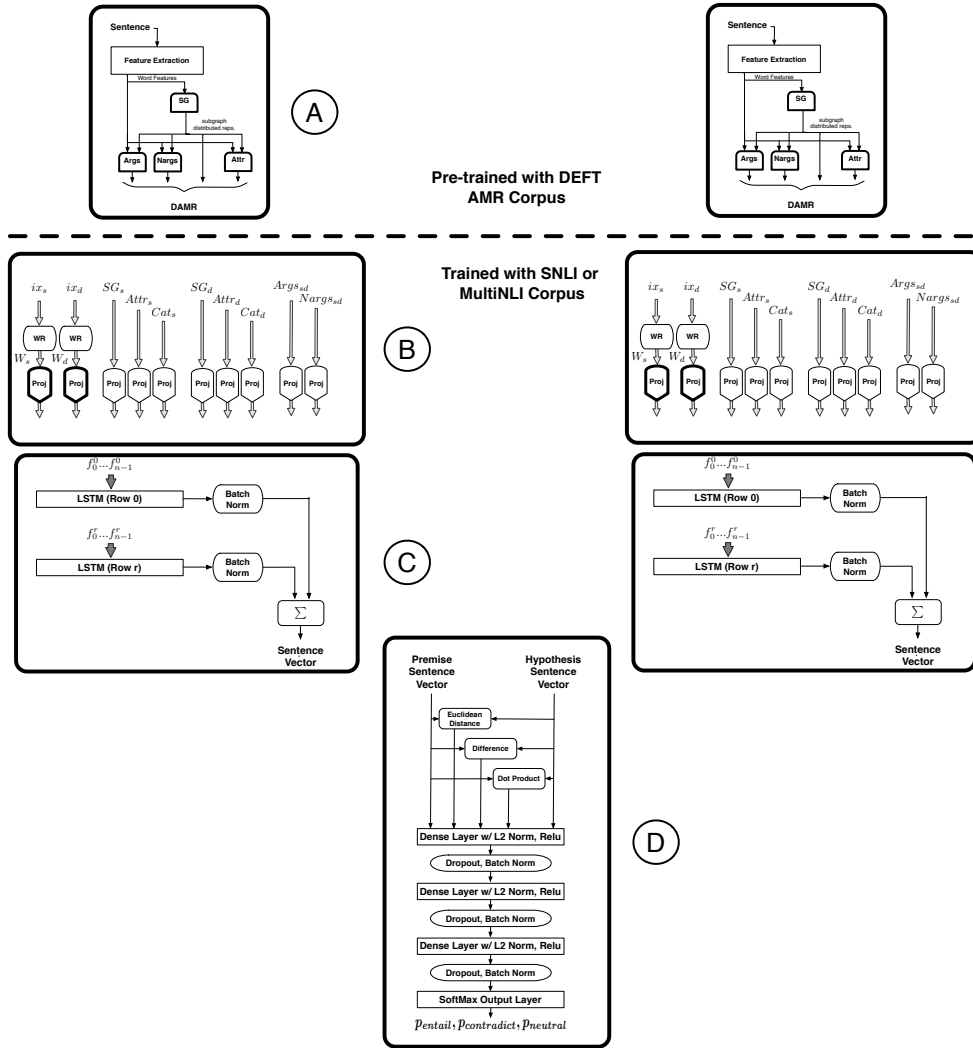 Sentence
Feature Extraction
Word Features
SG
subgraph
distributed reps.
Args
Nargs
Attr
DAMR
A
Pre-trained with DEFT
AMR Corpus
Sentence
Feature Extraction
Word Features
SG
subgraph
distributed reps.
Args
Nargs
Attr
DAMR
Trained with SNLI or
MultiNLI Corpus
ix_s ix_d SG_s Attr_s Cat_s SG_d Attr_d Cat_d Args_sd Nargs_sd
WR WR
W_s W_d
Proj Proj Proj Proj Proj Proj Proj Proj Proj Proj
B
ix_s ix_d SG_s Attr_s Cat_s SG_d Attr_d Cat_d Args_sd Nargs_sd
WR WR
W_s W_d
Proj Proj Proj Proj Proj Proj Proj Proj Proj Proj
f_0^0...f_{n-1}^0
LSTM (Row 0)
Batch
Norm
f_0^r...f_{n-1}^r
LSTM (Row r)
Batch
Norm
Σ
Sentence
Vector
C
f_0^0...f_{n-1}^0
LSTM (Row 0)
Batch
Norm
f_0^r...f_{n-1}^r
LSTM (Row r)
Batch
Norm
Σ
Sentence
Vector
Premise
Sentence
Vector
Hypothesis
Sentence
Vector
Euclidean
Distance
Difference
Dot Product
Dense Layer w/ L2 Norm, Relu
Dropout, Batch Norm
Dense Layer w/ L2 Norm, Relu
Dropout, Batch Norm
Dense Layer w/ L2 Norm, Relu
Dropout, Batch Norm
SoftMax Output Layer
p_entail, p_contradict, p_neutral
D